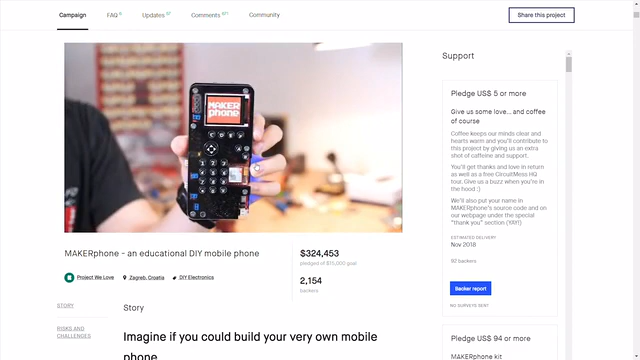 Campaign
FAQ
Updates
Comments
Community
Share this project
MAKER
phone
Support
Pledge US$ 5 or more
Give us some love... and coffee
of course
Coffee keeps our minds clear and
hearts warm and you'll contribute to
this project by giving us an extra
shot of caffeine and support.
You'll get thanks and love in return
as well as a free CircuitMess HQ
tour. Give us a buzz when you're in
the hood :)
We'll also put your name in
MAKERphone's source code and on
our webpage under the special
"thank you" section (YAY!)
ESTIMATED DELIVERY
Nov 2018
92 backers
Backer report
NO SURVEYS SENT
Pledge US$ 94 or more
MAKERphone kit
MAKERphone - an educational DIY mobile phone
Project We Love
Zagreb, Croatia
DIY Electronics
$324,453
pledged of $15,000 goal
2,154
backers
STORY
RISKS AND
CHALLENGES
Story
Imagine if you could build your very own mobile
phone